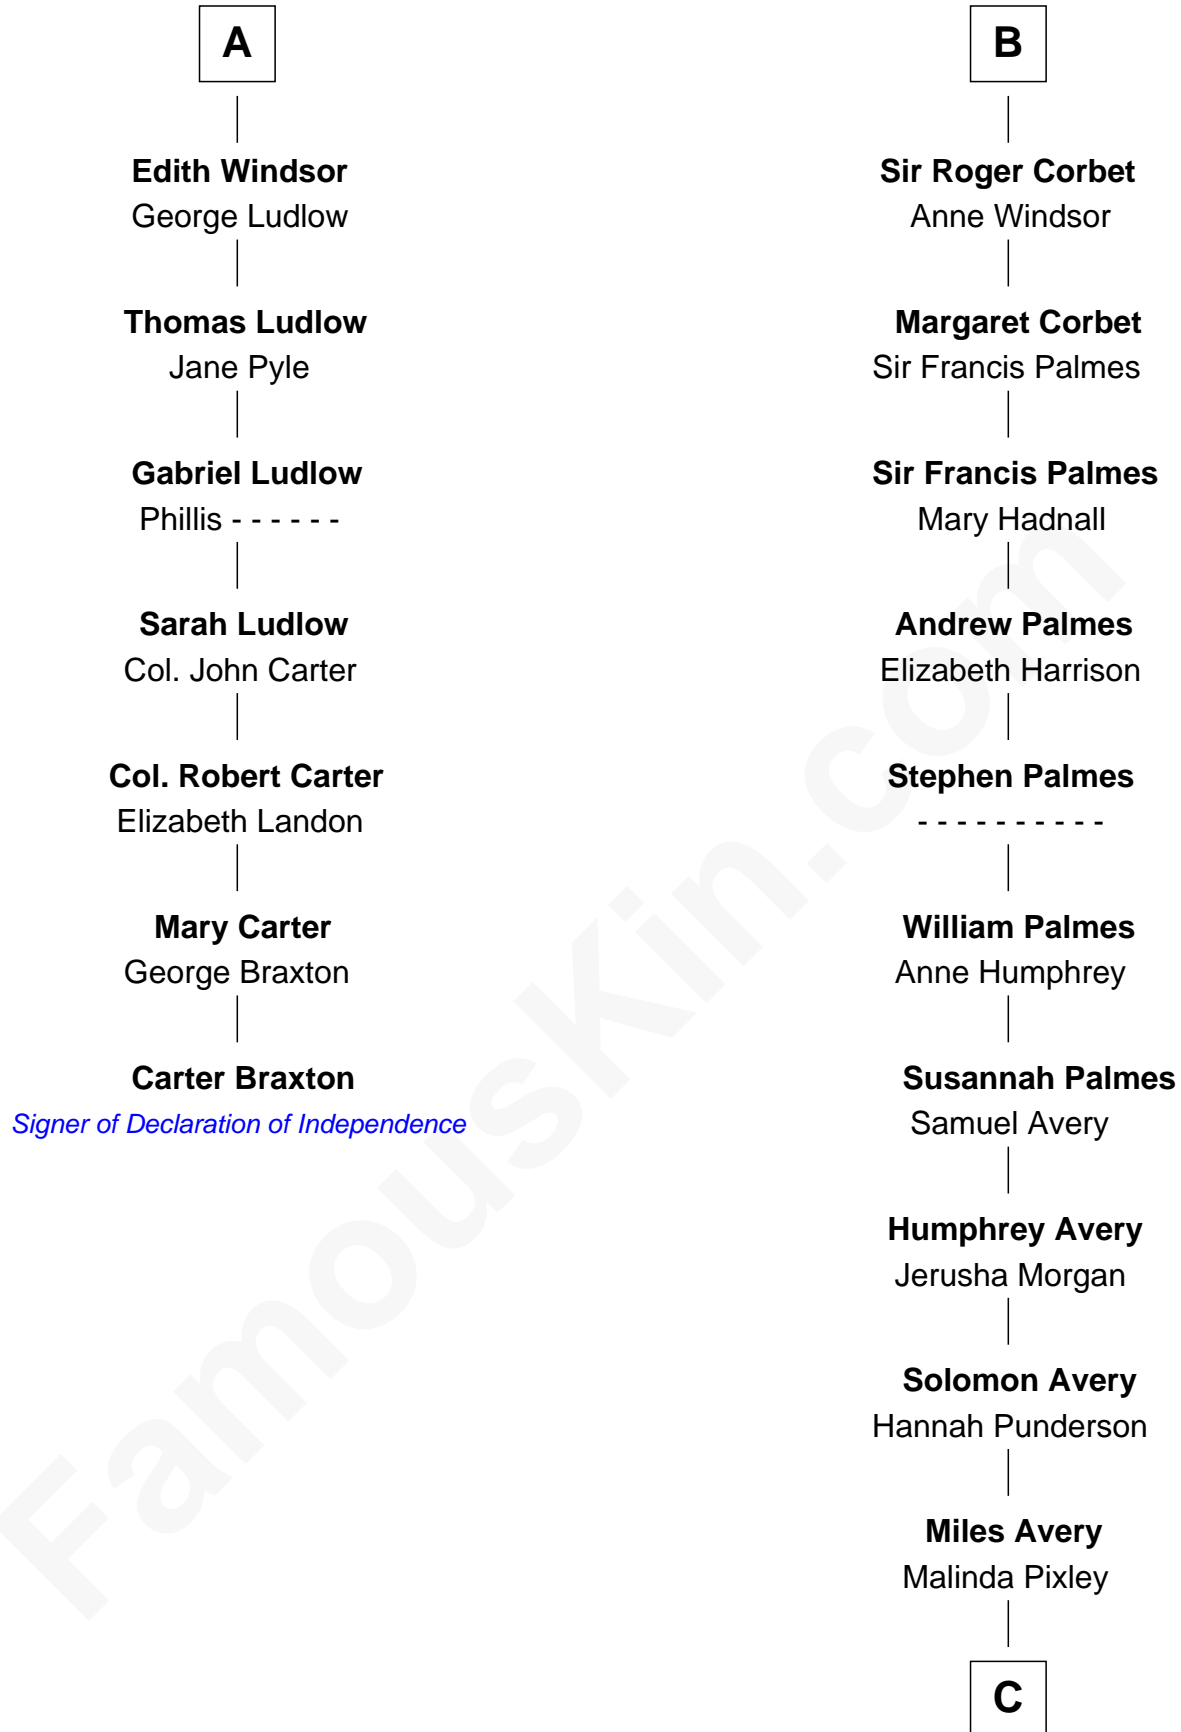 A
Edith Windsor
George Ludlow
Thomas Ludlow
Jane Pyle
Gabriel Ludlow
Phillis - - - - - -
Sarah Ludlow
Col. John Carter
Col. Robert Carter
Elizabeth Landon
Mary Carter
George Braxton
Carter Braxton
Signer of Declaration of Independence
B
Sir Roger Corbet
Anne Windsor
Margaret Corbet
Sir Francis Palmes
Sir Francis Palmes
Mary Hadnall
Andrew Palmes
Elizabeth Harrison
Stephen Palmes
- - - - - - - - - -
William Palmes
Anne Humphrey
Susannah Palmes
Samuel Avery
Humphrey Avery
Jerusha Morgan
Solomon Avery
Hannah Punderson
Miles Avery
Malinda Pixley
C
FamousKin.com